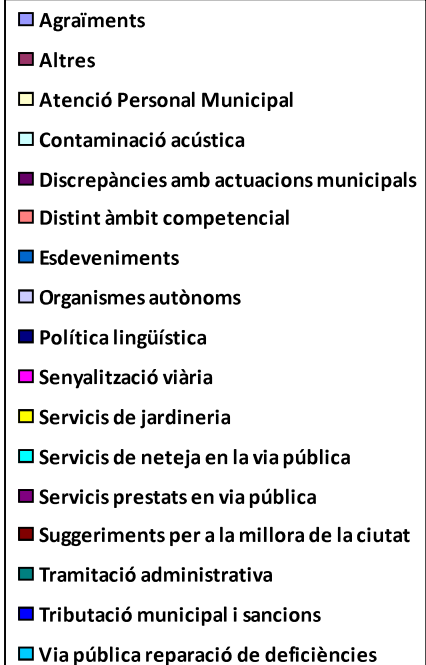 Agraïments
Altres
Atenció Personal Municipal
Contaminació acústica
Discrepàncies amb actuacions municipals
Distint àmbit competencial
Esdeveniments
Organismes autònoms
Política lingüística
Senyalització viària
Servicis de jardineria
Servicis de neteja en la via pública
Servicis prestats en via pública
Suggeriments per a la millora de la ciutat
Tramitació administrativa
Tributació municipal i sancions
Via pública reparació de deficiències